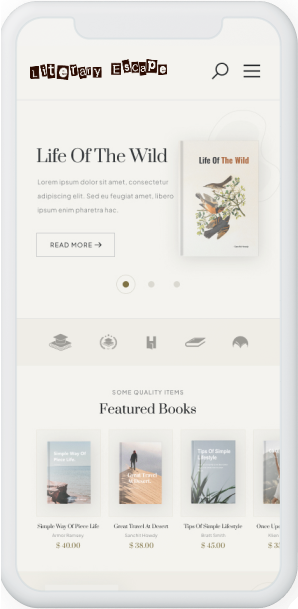 Literary Escape
Life Of The Wild
Lorem ipsum dolor sit amet, consectetur
adipiscing elit. Sed eu feugiat amet, libero
ipsum enim pharetra hac.
READ MORE →
Life Of The Wild
SOME QUALITY ITEMS
Featured Books
Simple Way Of
Piece Life.
Great Travel
At Desert.
Tips Of Simple
Lifestyle
Simple Way Of Piece Life
Great Travel At Desert
Tips Of Simple Lifestyle
Once Up
Armor Ramsey
Sanchit Howdy
Bratt Smith
$ 40.00
$ 38.00
$ 45.00